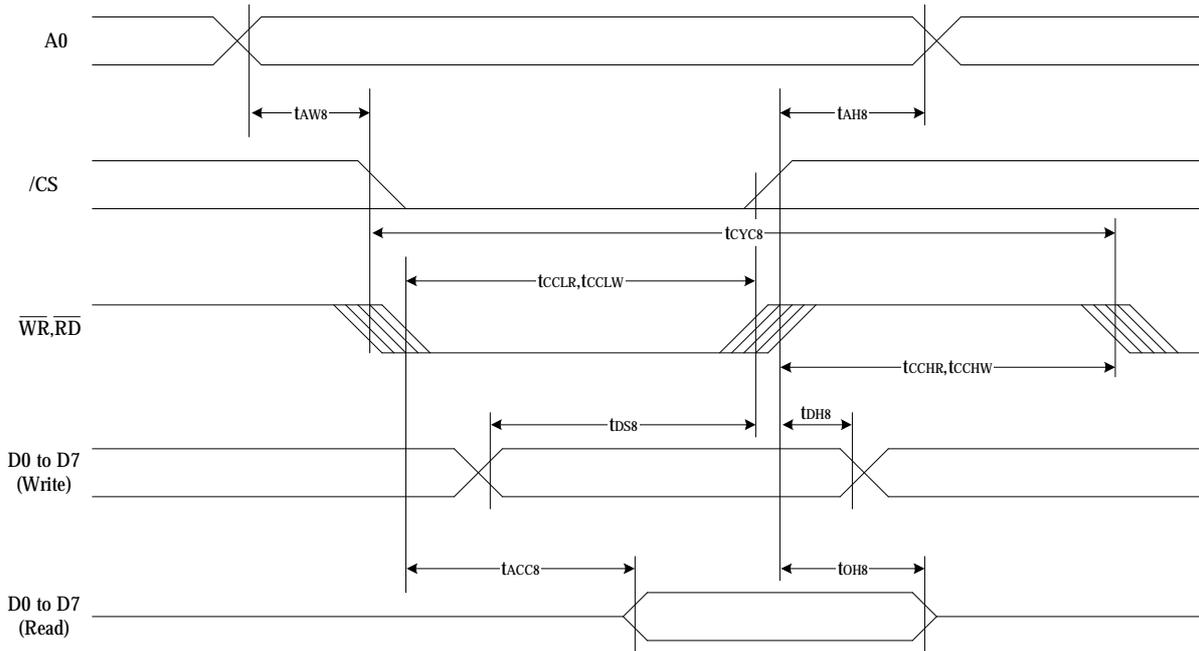 A0
tAW8
tAH8
/CS
tCYC8
tCCLR,tCCLW
WR,RD
tCCHR,tCCHW
tDS8
tDH8
D0 to D7
(Write)
tACC8
tOH8
D0 to D7
(Read)